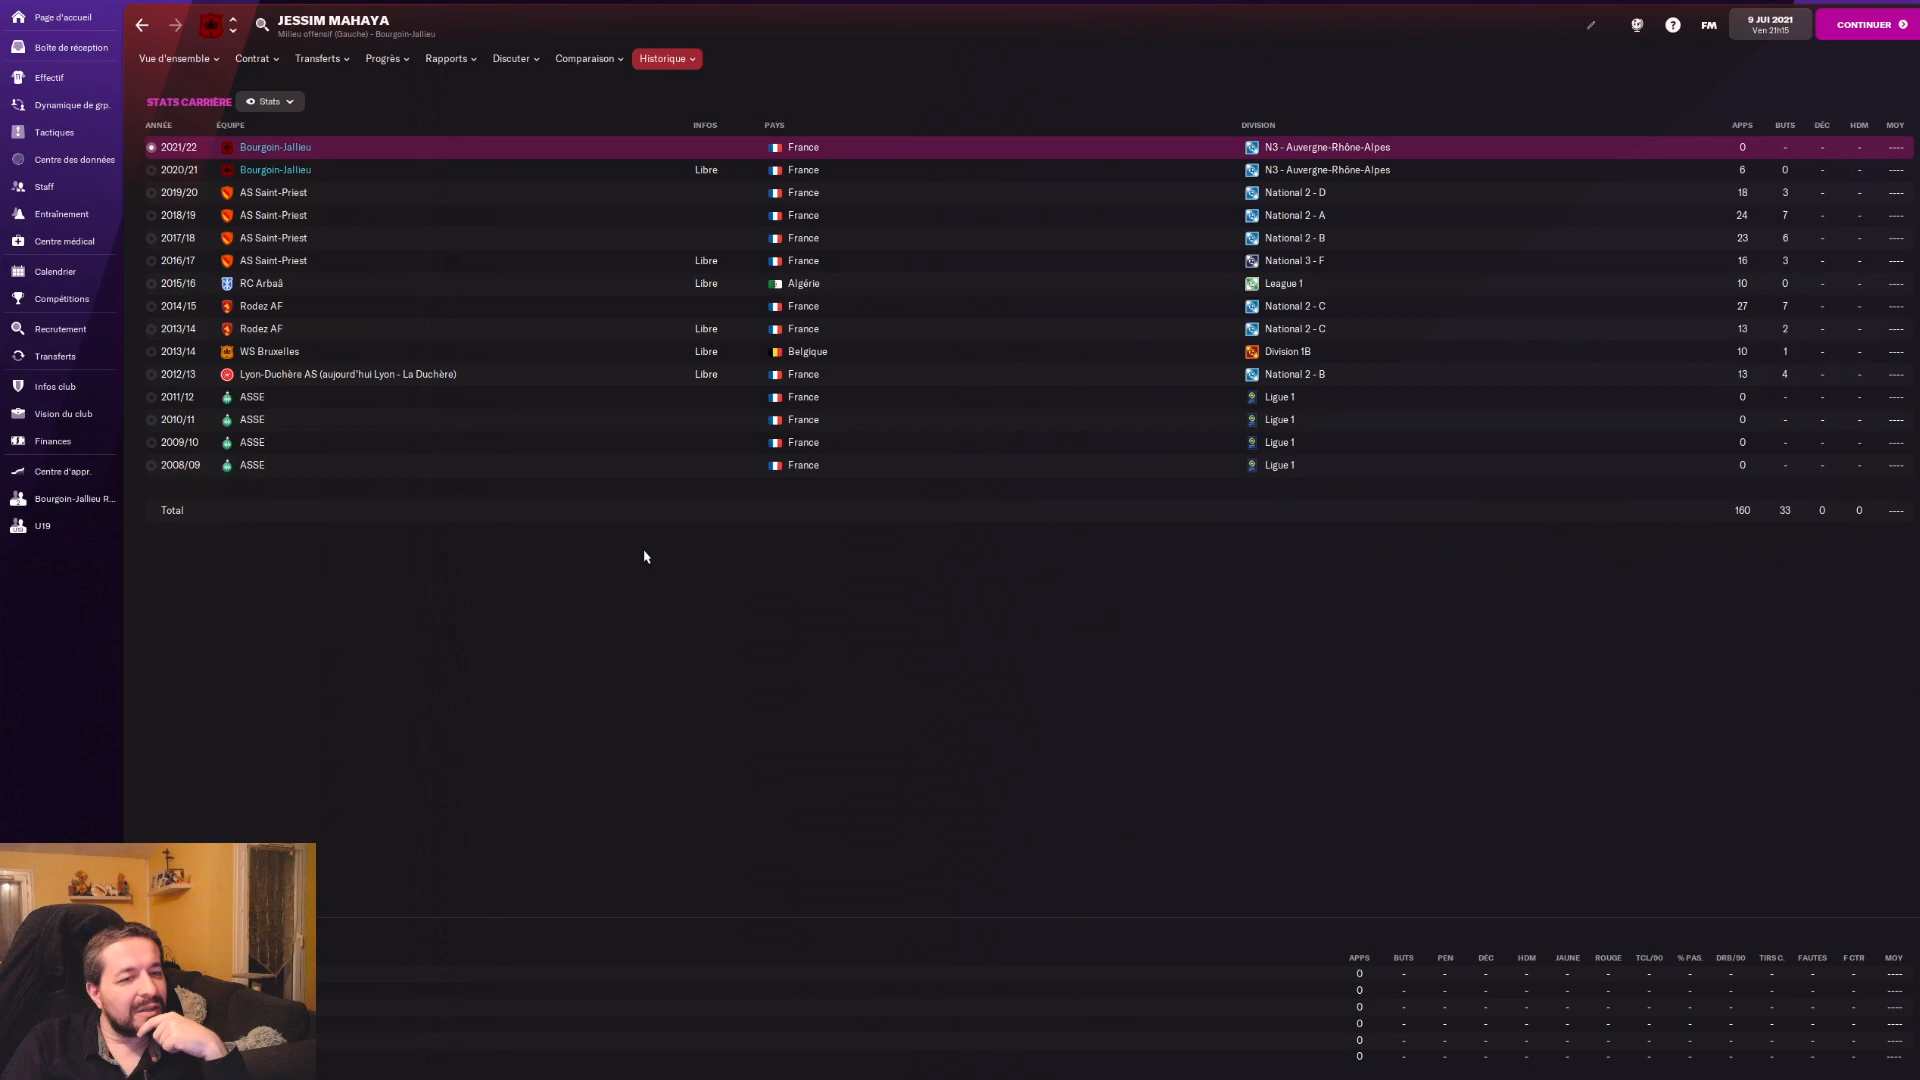 Page d'accueil
Boîte de réception
Effectif
Dynamique de grp.
Tactiques
Centre des données
Staff
Entraînement
Centre médical
Calendrier
Compétitions
Recrutement
Transferts
Infos club
Vision du club
Finances
Centre d'appr.
Bourgoin-Jallieu R...
U19
JESSIM MAHAYA
Milieu offensif (Gauche) - Bourgoin-Jallieu
FM
9 JUI 2021
Ven 21h15
CONTINUER
Vue d'ensemble Contrat Transferts Progrès Rapports Discuter Comparaison Historique
STATS CARRIÈRE Stats
ANNÉE ÉQUIPE INFOS PAYS DIVISION APPS BUTS DÉC HDM MOY
2021/22 Bourgoin-Jallieu France N3 - Auvergne-Rhône-Alpes 0 - - - ----
2020/21 Bourgoin-Jallieu Libre France N3 - Auvergne-Rhône-Alpes 6 0 - - ----
2019/20 AS Saint-Priest France National 2 - D 18 3 - - ----
2018/19 AS Saint-Priest France National 2 - A 24 7 - - ----
2017/18 AS Saint-Priest France National 2 - B 23 6 - - ----
2016/17 AS Saint-Priest Libre France National 3 - F 16 3 - - ----
2015/16 RC Arbaâ Libre Algérie League 1 10 0 - - ----
2014/15 Rodez AF France National 2 - C 27 7 - - ----
2013/14 Rodez AF Libre France National 2 - C 13 2 - - ----
2013/14 WS Bruxelles Libre Belgique Division 1B 10 1 - - ----
2012/13 Lyon-Duchère AS (aujourd'hui Lyon - La Duchère) Libre France National 2 - B 13 4 - - ----
2011/12 ASSE France Ligue 1 0 - - - ----
2010/11 ASSE France Ligue 1 0 - - - ----
2009/10 ASSE France Ligue 1 0 - - - ----
2008/09 ASSE France Ligue 1 0 - - - ----
Total 160 33 0 0 ----
APPS BUTS PEN DÉC HDM JAUNE ROUGE TCL/90 % PAS. DRB/90 TIRS C. FAUTES F CTR MOY
0 - - - - - - - - - - - - ----
0 - - - - - - - - - - - - ----
0 - - - - - - - - - - - - ----
0 - - - - - - - - - - - - ----
0 - - - - - - - - - - - - ----
0 - - - - - - - - - - - - ----